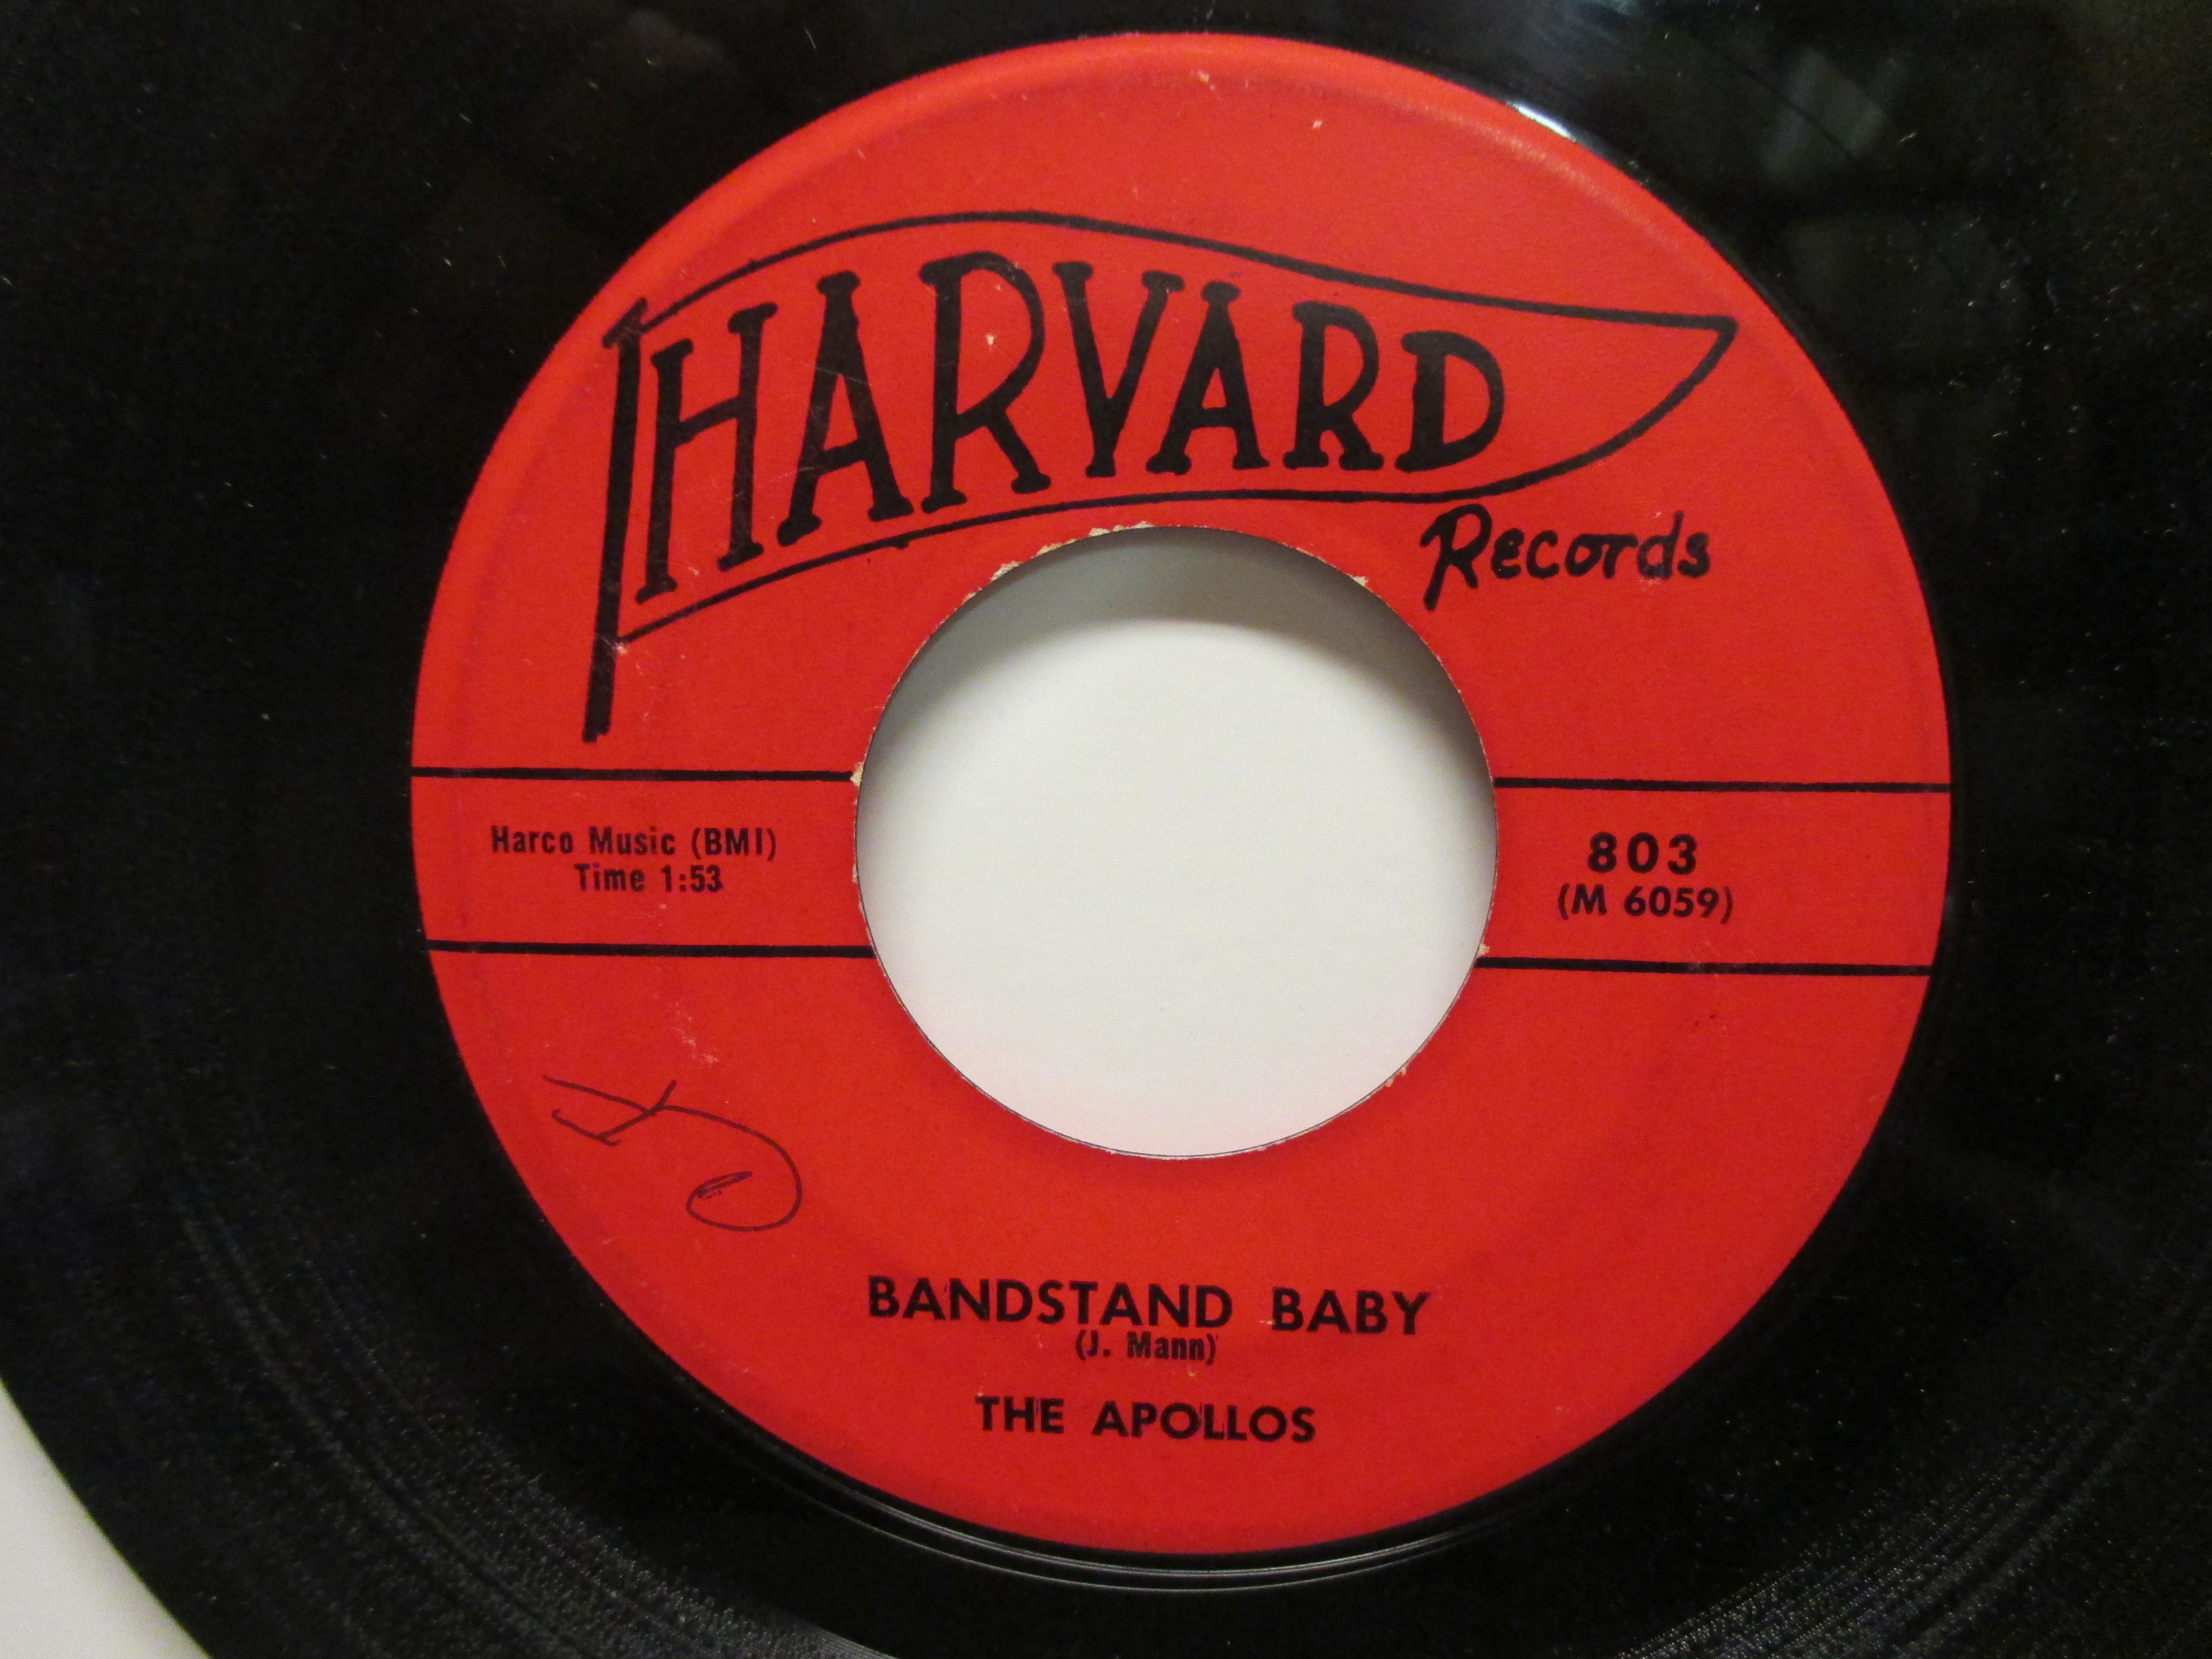 HARVARD
Records
Harco Music (BMI)
Time 1:53
803
(M 6059)
BANDSTAND BABY
(J. Mann)
THE APOLLOS